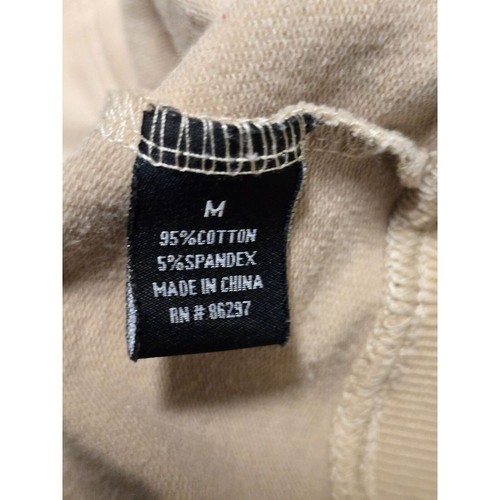 M
95%COTTON
5%SPANDEX
MADE IN CHINA
RN # 86297